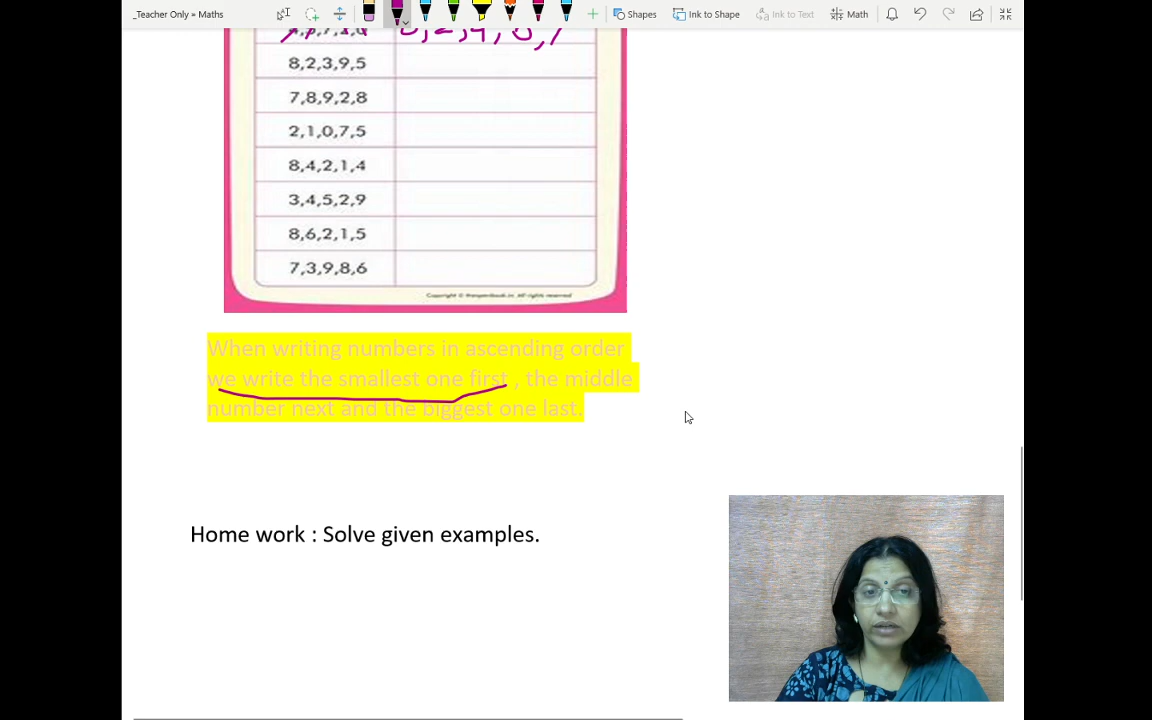 _Teacher Only » Maths
Shapes
Ink to Shape
Ink to Text
Math
8,2,3,9,5
7,8,9,2,8
2,1,0,7,5
8,4,2,1,4
3,4,5,2,9
8,6,2,1,5
7,3,9,8,6
When writing numbers in ascending order
we write the smallest one first , the middle
number next and the biggest one last.
Home work : Solve given examples.